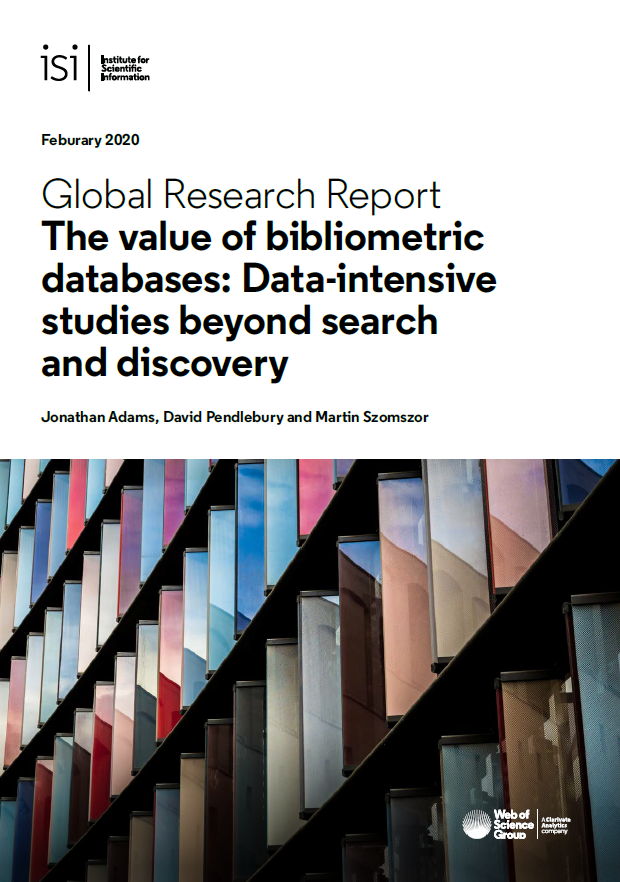 isi
Institute for
Scientific
Information
Feburary 2020
Global Research Report
The value of bibliometric
databases: Data-intensive
studies beyond search
and discovery
Jonathan Adams, David Pendlebury and Martin Szomszor
Web of
Science
Group
A Clarivate
Analytics
company